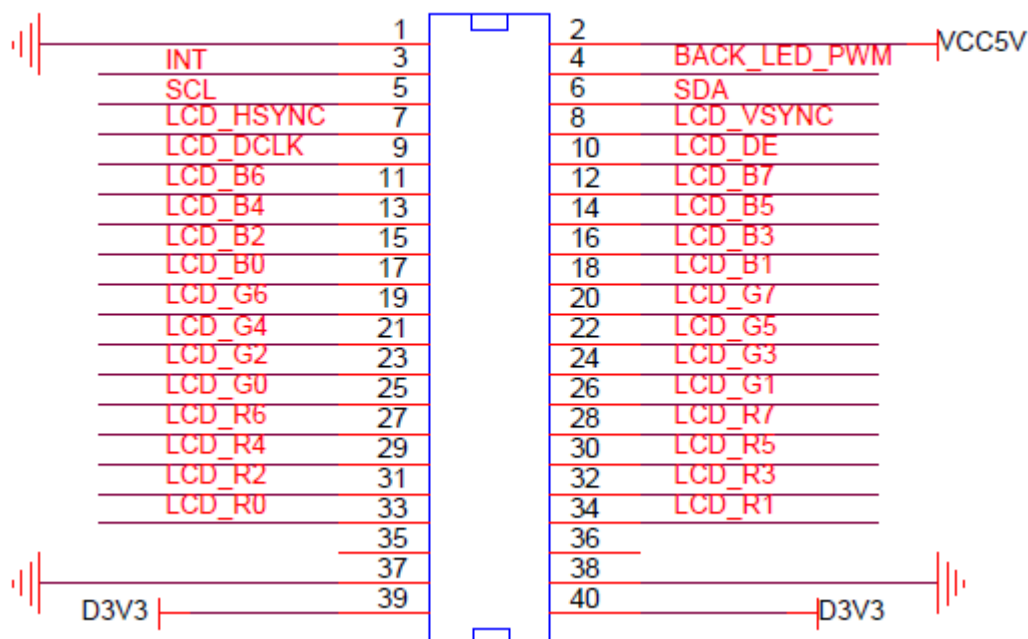 1 2 VCC5V
INT 3 4 BACK_LED_PWM
SCL 5 6 SDA
LCD_HSYNC 7 8 LCD_VSYNC
LCD_DCLK 9 10 LCD_DE
LCD_B6 11 12 LCD_B7
LCD_B4 13 14 LCD_B5
LCD_B2 15 16 LCD_B3
LCD_B0 17 18 LCD_B1
LCD_G6 19 20 LCD_G7
LCD_G4 21 22 LCD_G5
LCD_G2 23 24 LCD_G3
LCD_G0 25 26 LCD_G1
LCD_R6 27 28 LCD_R7
LCD_R4 29 30 LCD_R5
LCD_R2 31 32 LCD_R3
LCD_R0 33 34 LCD_R1
35 36
37 38
D3V3 39 40 D3V3